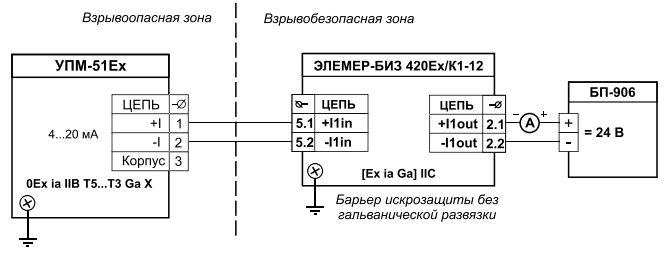 Взрывоопасная зона
Взрывобезопасная зона
УПМ-51Ех
ЦЕПЬ
4...20 мА
+I 1
-I 2
Корпус 3
0Ex ia IIB T5...T3 Ga X
ЭЛЕМЕР-БИЗ 420Ех/К1-12
ЦЕПЬ
5.1 +I1in
5.2 -I1in
ЦЕПЬ
+I1out 2.1
-I1out 2.2
[Ex ia Ga] IIC
Барьер искрозащиты без
гальванической развязки
- A +
БП-906
+
-
= 24 В